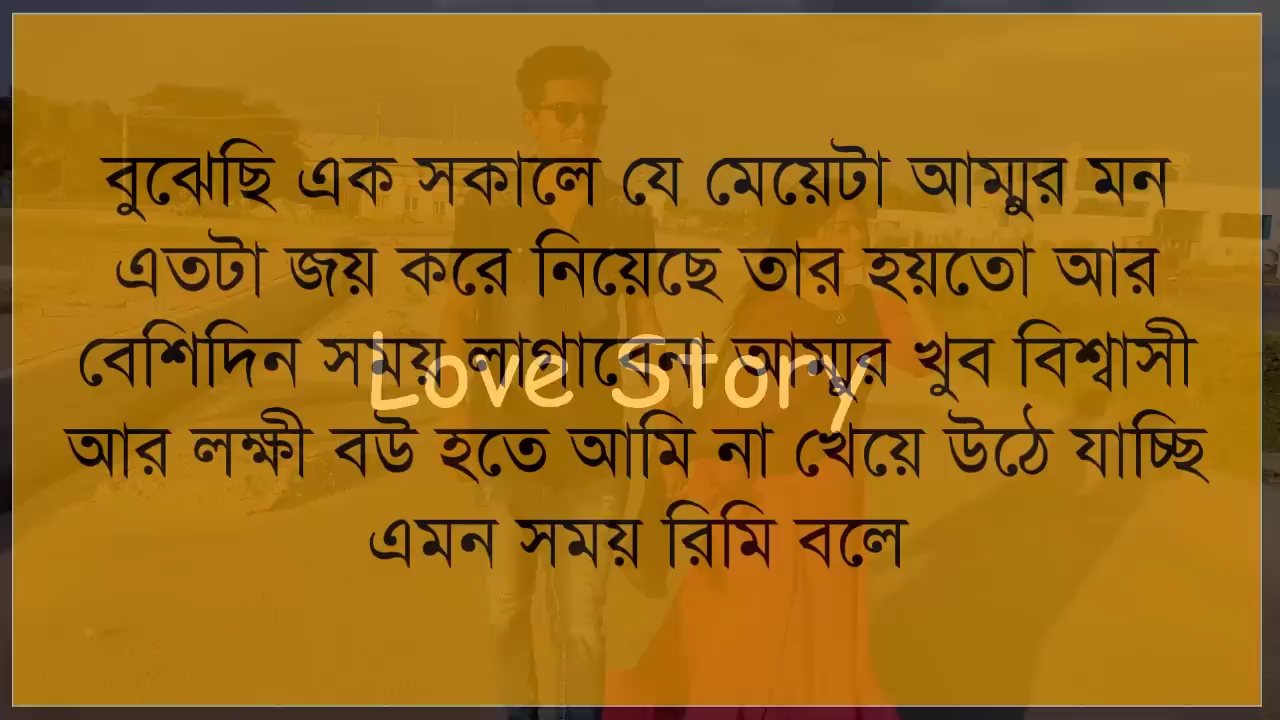 বুঝেছি এক সকালে যে মেয়েটা আম্মুর মন
এতটা জয় করে নিয়েছে তার হয়তো আর
বেশিদিন সময় লাগাবেনা আম্মুর খুব বিশ্বাসী
Love Story
আর লক্ষী বউ হতে আমি না খেয়ে উঠে যাচ্ছি
এমন সময় রিমি বলে